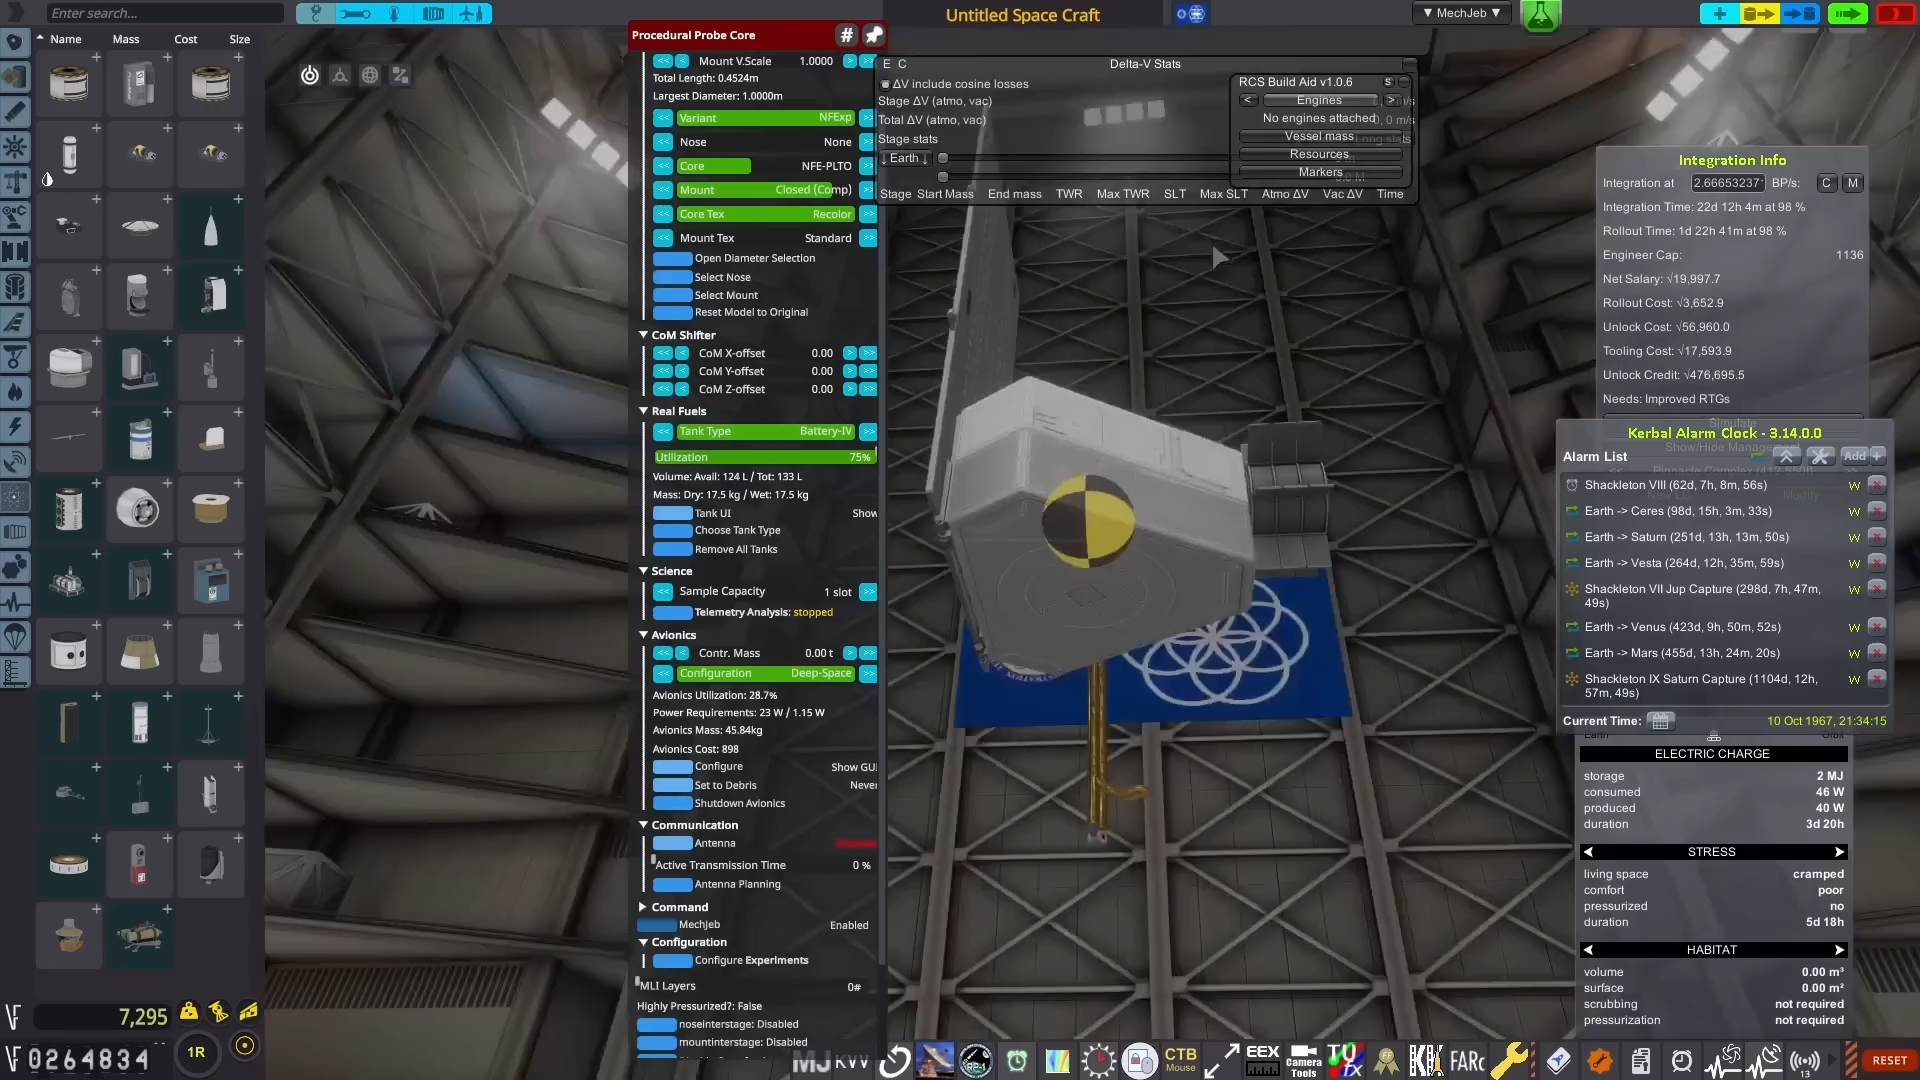 Enter search...
Untitled Space Craft
▼ MechJeb ▼
Name Mass Cost Size
Procedural Probe Core #
Mount V.Scale 1.0000
Total Length: 0.4524m
Largest Diameter: 1.0000m
Variant NFExp
Nose None
Core NFE-PLTO
Mount Closed (Comp)
Core Tex Recolor
Mount Tex Standard
Open Diameter Selection
Select Nose
Select Mount
Reset Model to Original
CoM Shifter
CoM X-offset 0.00
CoM Y-offset 0.00
CoM Z-offset 0.00
Real Fuels
Tank Type Battery-IV
Utilization 75%
Volume: Avail: 124 L / Tot: 133 L
Mass: Dry: 17.5 kg / Wet: 17.5 kg
Tank UI Show
Choose Tank Type
Remove All Tanks
Science
Sample Capacity 1 slot
Telemetry Analysis: stopped
Avionics
Contr. Mass 0.00 t
Configuration Deep-Space
Avionics Utilization: 28.7%
Power Requirements: 23 W / 1.15 W
Avionics Mass: 45.84kg
Avionics Cost: 898
Configure Show GUI
Set to Debris Never
Shutdown Avionics
Communication
Antenna
Active Transmission Time 0 %
Antenna Planning
Command
Mechjeb Enabled
Configuration
Configure Experiments
MLI Layers 0#
Highly Pressurized?: False
noseinterstage: Disabled
mountinterstage: Disabled
E C Delta-V Stats
ΔV include cosine losses
Stage ΔV (atmo, vac)
Total ΔV (atmo, vac)
Stage stats
↓ Earth ↓
Stage Start Mass End mass TWR Max TWR SLT Max SLT Atmo ΔV Vac ΔV Time
RCS Build Aid v1.0.6 S
< Engines >
No engines attached
Vessel mass
Resources
Markers
Integration Info
Integration at 2.66653237 BP/s: C M
Integration Time: 22d 12h 4m at 98 %
Rollout Time: 1d 22h 41m at 98 %
Engineer Cap: 1136
Net Salary: √19,997.7
Rollout Cost: √3,652.9
Unlock Cost: √56,960.0
Tooling Cost: √17,593.9
Unlock Credit: √476,695.5
Needs: Improved RTGs
Simulate
Kerbal Alarm Clock - 3.14.0.0
Alarm List Add +
Shackleton VIII (62d, 7h, 8m, 56s)
Earth -> Ceres (98d, 15h, 3m, 33s)
Earth -> Saturn (251d, 13h, 13m, 50s)
Earth -> Vesta (264d, 12h, 35m, 59s)
Shackleton VII Jup Capture (298d, 7h, 47m,
49s)
Earth -> Venus (423d, 9h, 50m, 52s)
Earth -> Mars (455d, 13h, 24m, 20s)
Shackleton IX Saturn Capture (1104d, 12h,
57m, 49s)
Current Time: 10 Oct 1967, 21:34:15
ELECTRIC CHARGE
storage 2 MJ
consumed 46 W
produced 40 W
duration 3d 20h
STRESS
living space cramped
comfort poor
pressurized no
duration 5d 18h
HABITAT
volume 0.00 m³
surface 0.00 m²
scrubbing not required
pressurization not required
7,295
0264834
1R
MJ KVV
RP-1
CTB
Mouse
EEX
Camera
Tools
TUfx
FARc
13
RESET